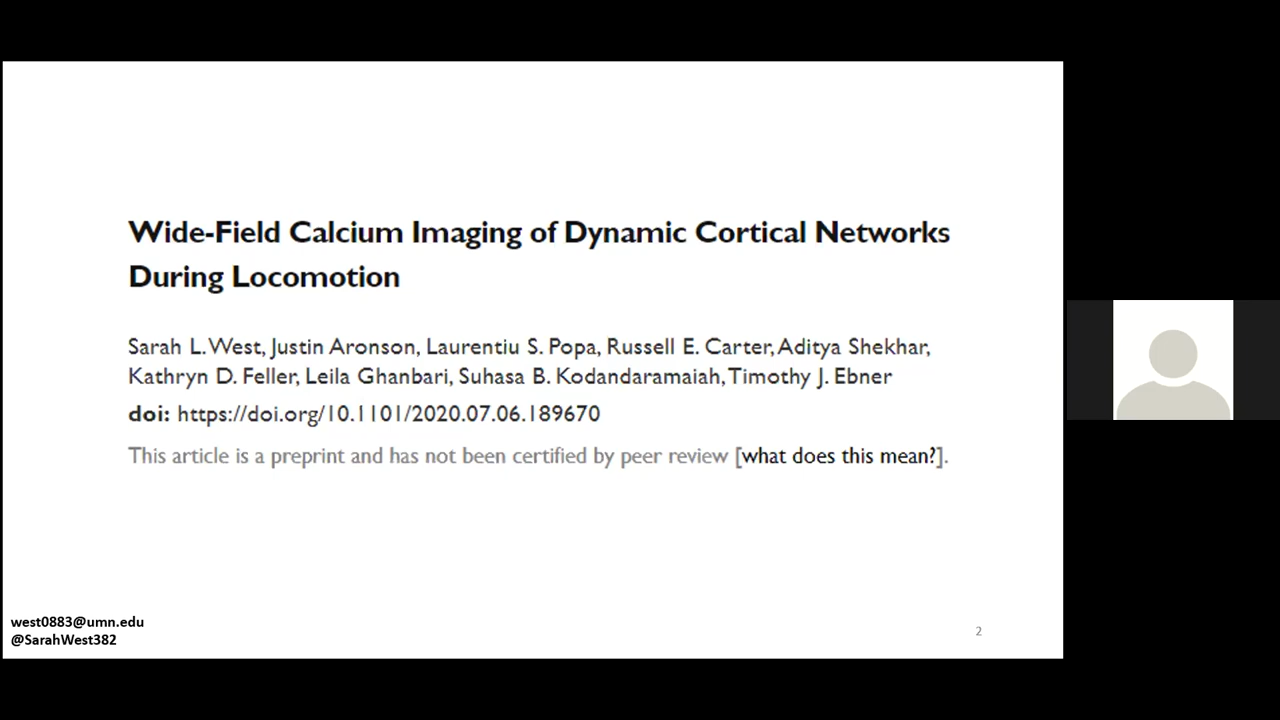 Wide-Field Calcium Imaging of Dynamic Cortical Networks
During Locomotion
Sarah L. West, Justin Aronson, Laurentiu S. Popa, Russell E. Carter, Aditya Shekhar,
Kathryn D. Feller, Leila Ghanbari, Suhasa B. Kodandaramaiah, Timothy J. Ebner
doi: https://doi.org/10.1101/2020.07.06.189670
This article is a preprint and has not been certified by peer review [what does this mean?].
west0883@umn.edu
@SarahWest382
2